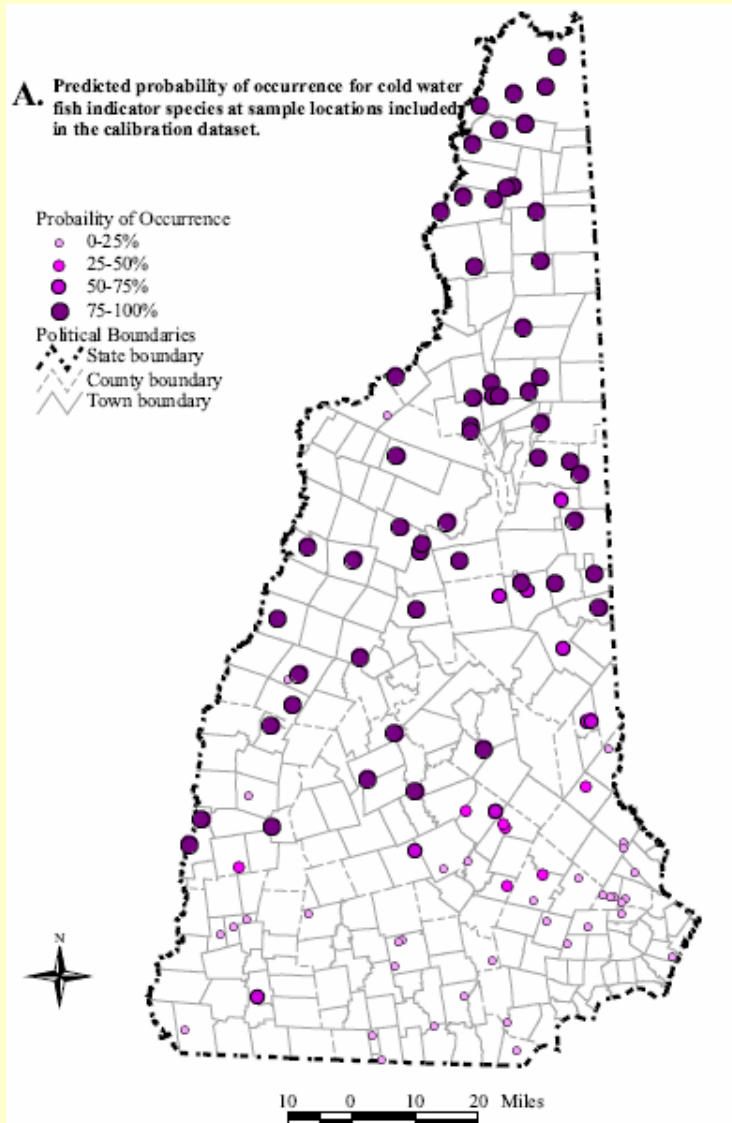 A. Predicted probability of occurrence for cold water
fish indicator species at sample locations included
in the calibration dataset.
Probaility of Occurrence
0-25%
25-50%
50-75%
75-100%
Political Boundaries
State boundary
County boundary
Town boundary
N
10 0 10 20 Miles